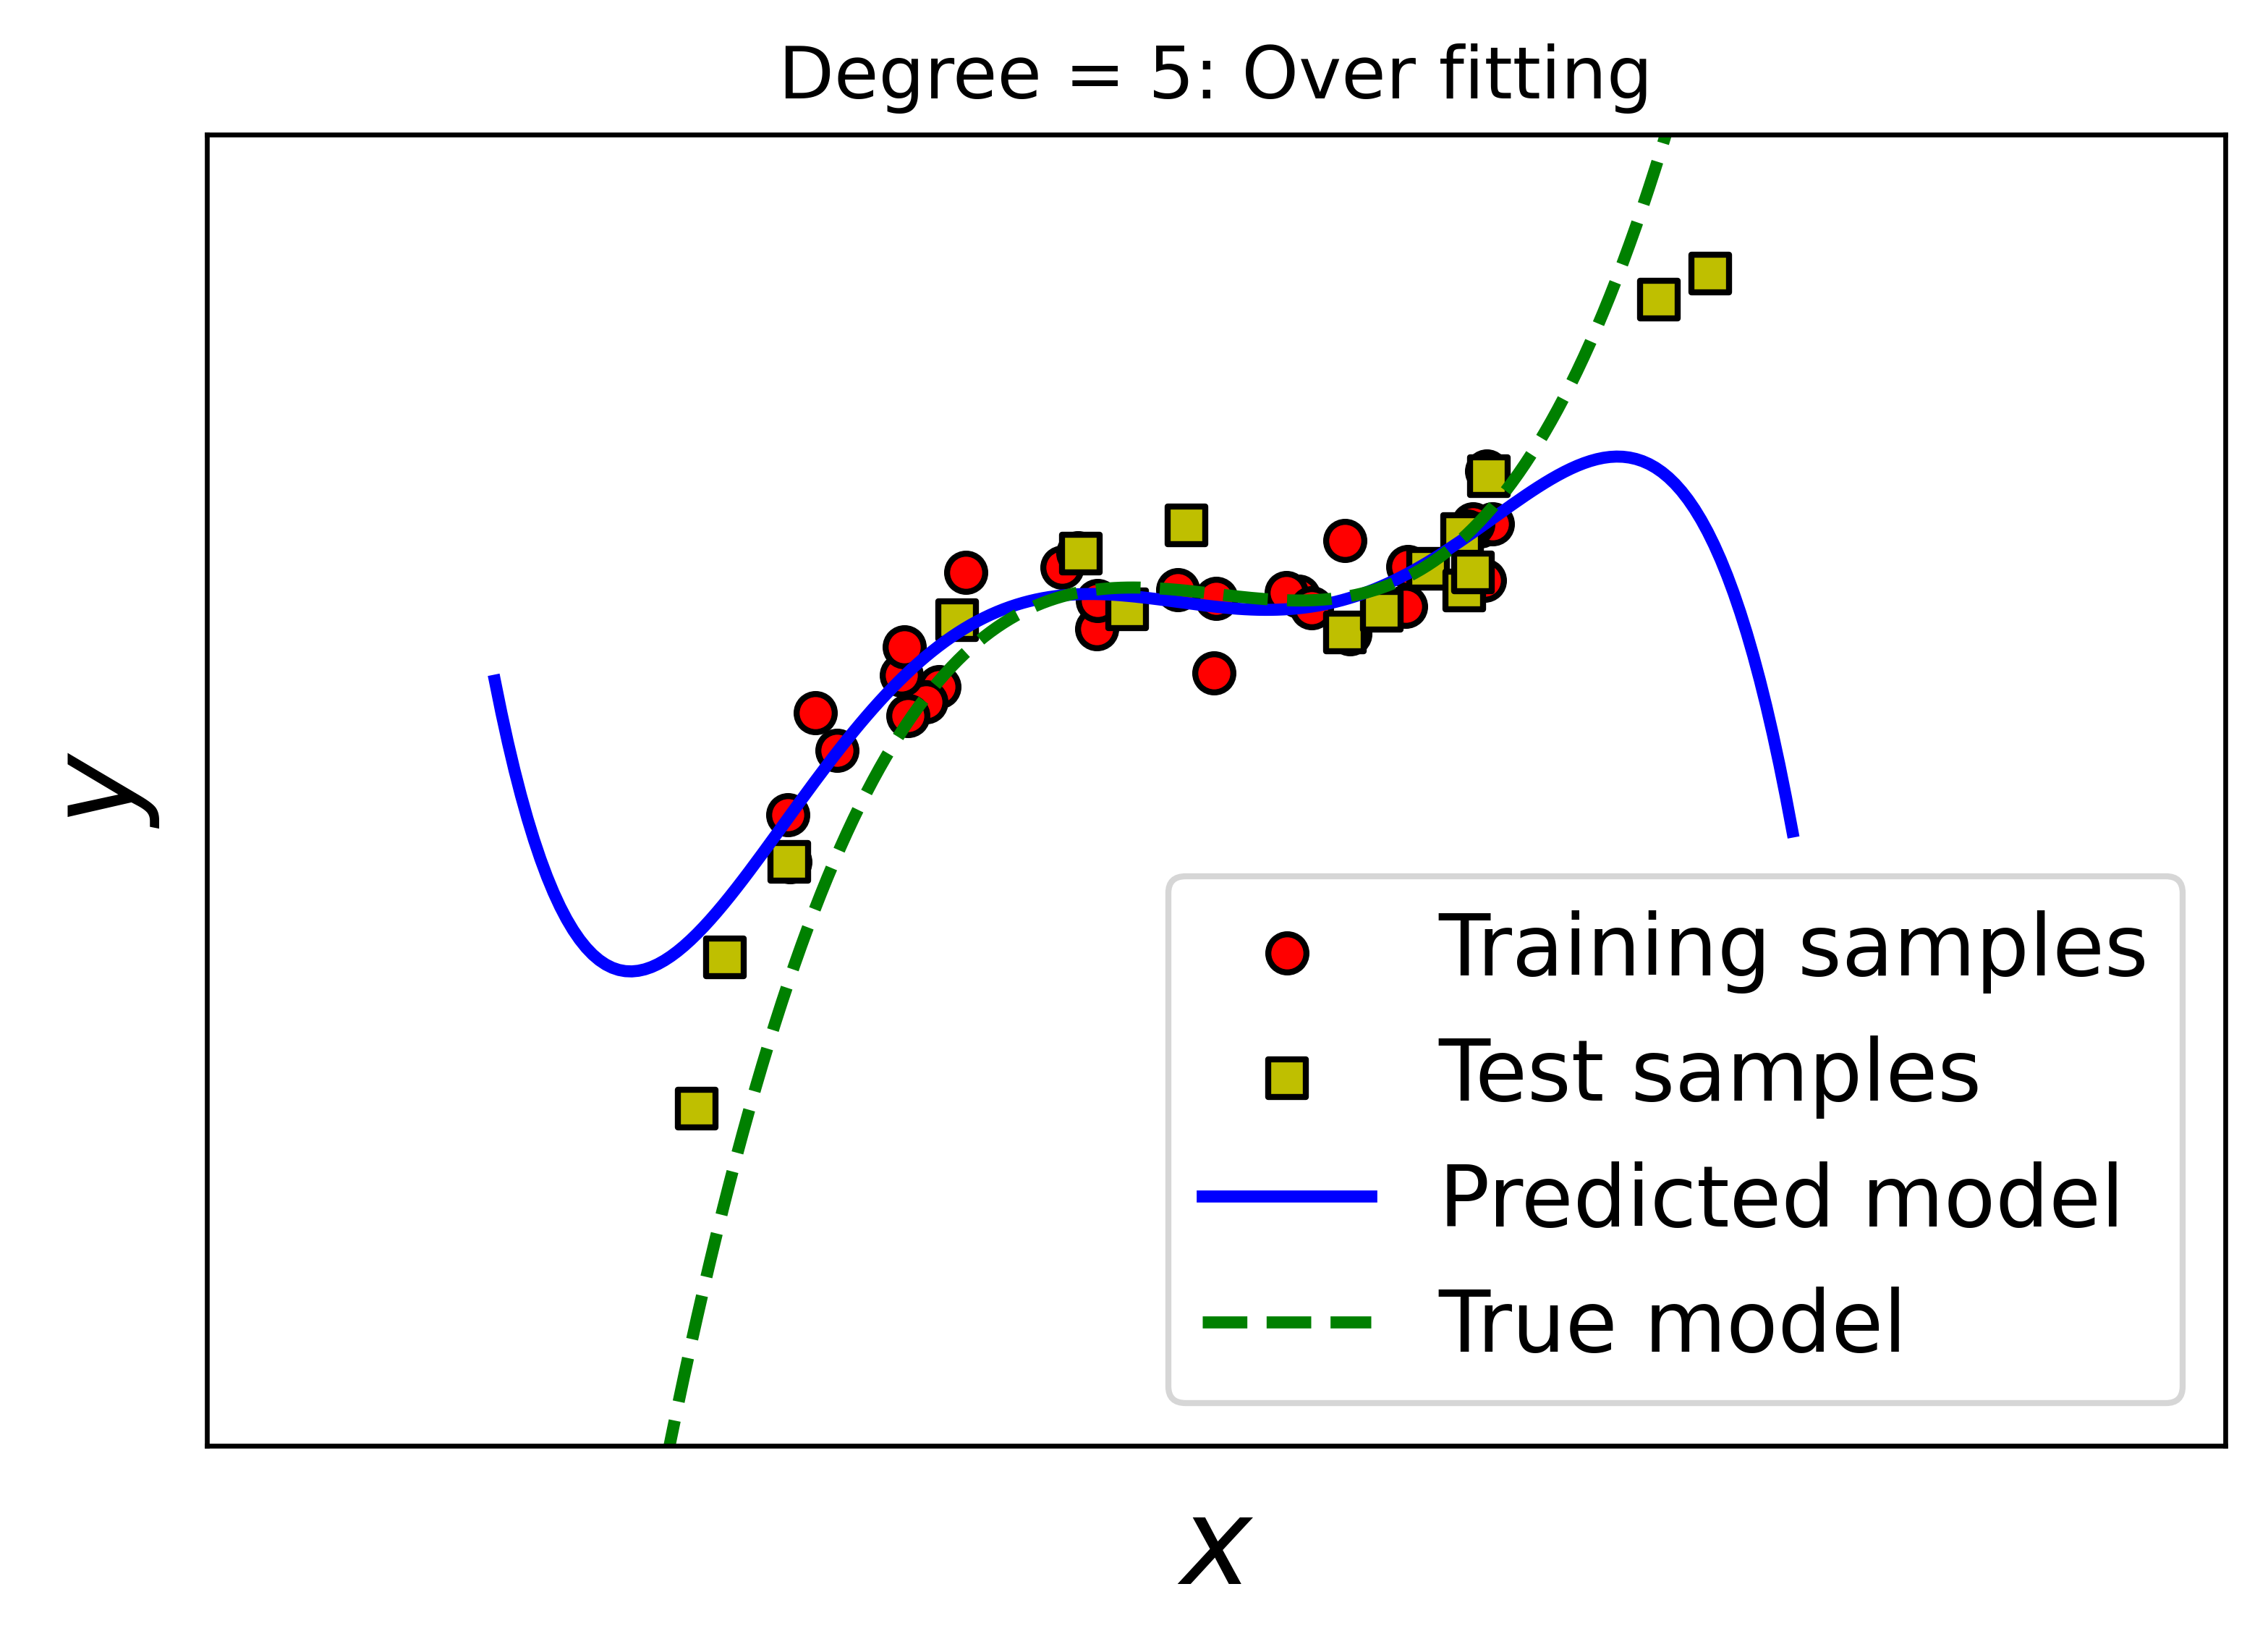 Degree = 5: Over fitting
y
Training samples
Test samples
Predicted model
True model
x